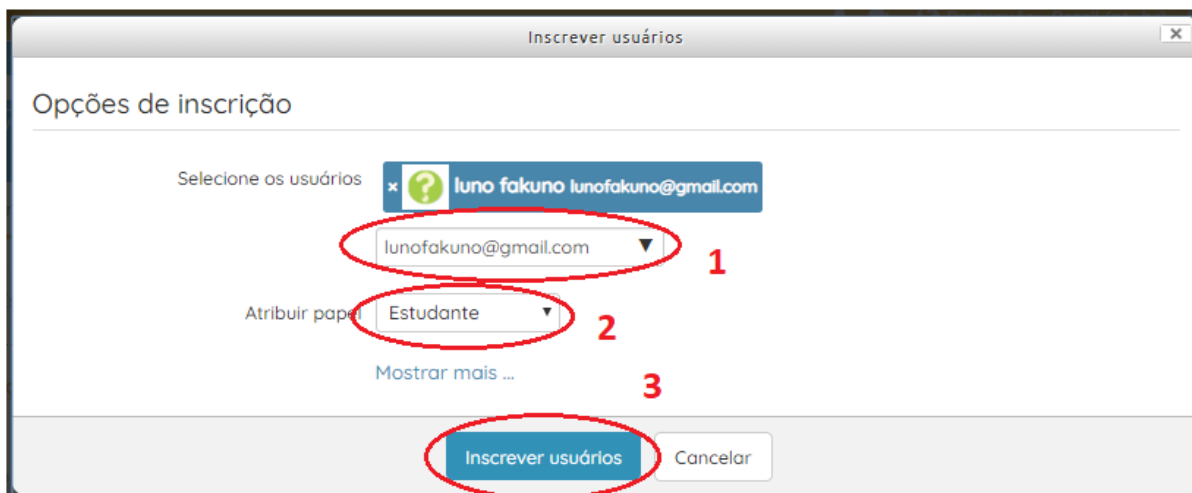 Inscrever usuários
Opções de inscrição
Selecione os usuários × luno fakuno lunofakuno@gmail.com
lunofakuno@gmail.com 1
Atribuir papel Estudante 2
Mostrar mais ...
3
Inscrever usuários Cancelar